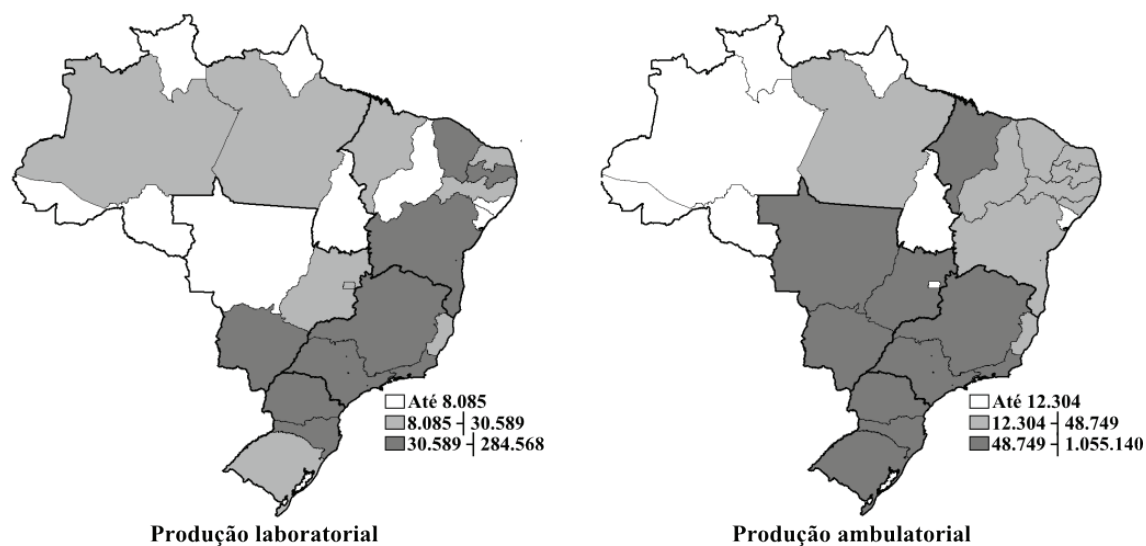 Até 8.085
8.085 - 30.589
30.589 - 284.568
Produção laboratorial
Até 12.304
12.304 - 48.749
48.749 - 1.055.140
Produção ambulatorial